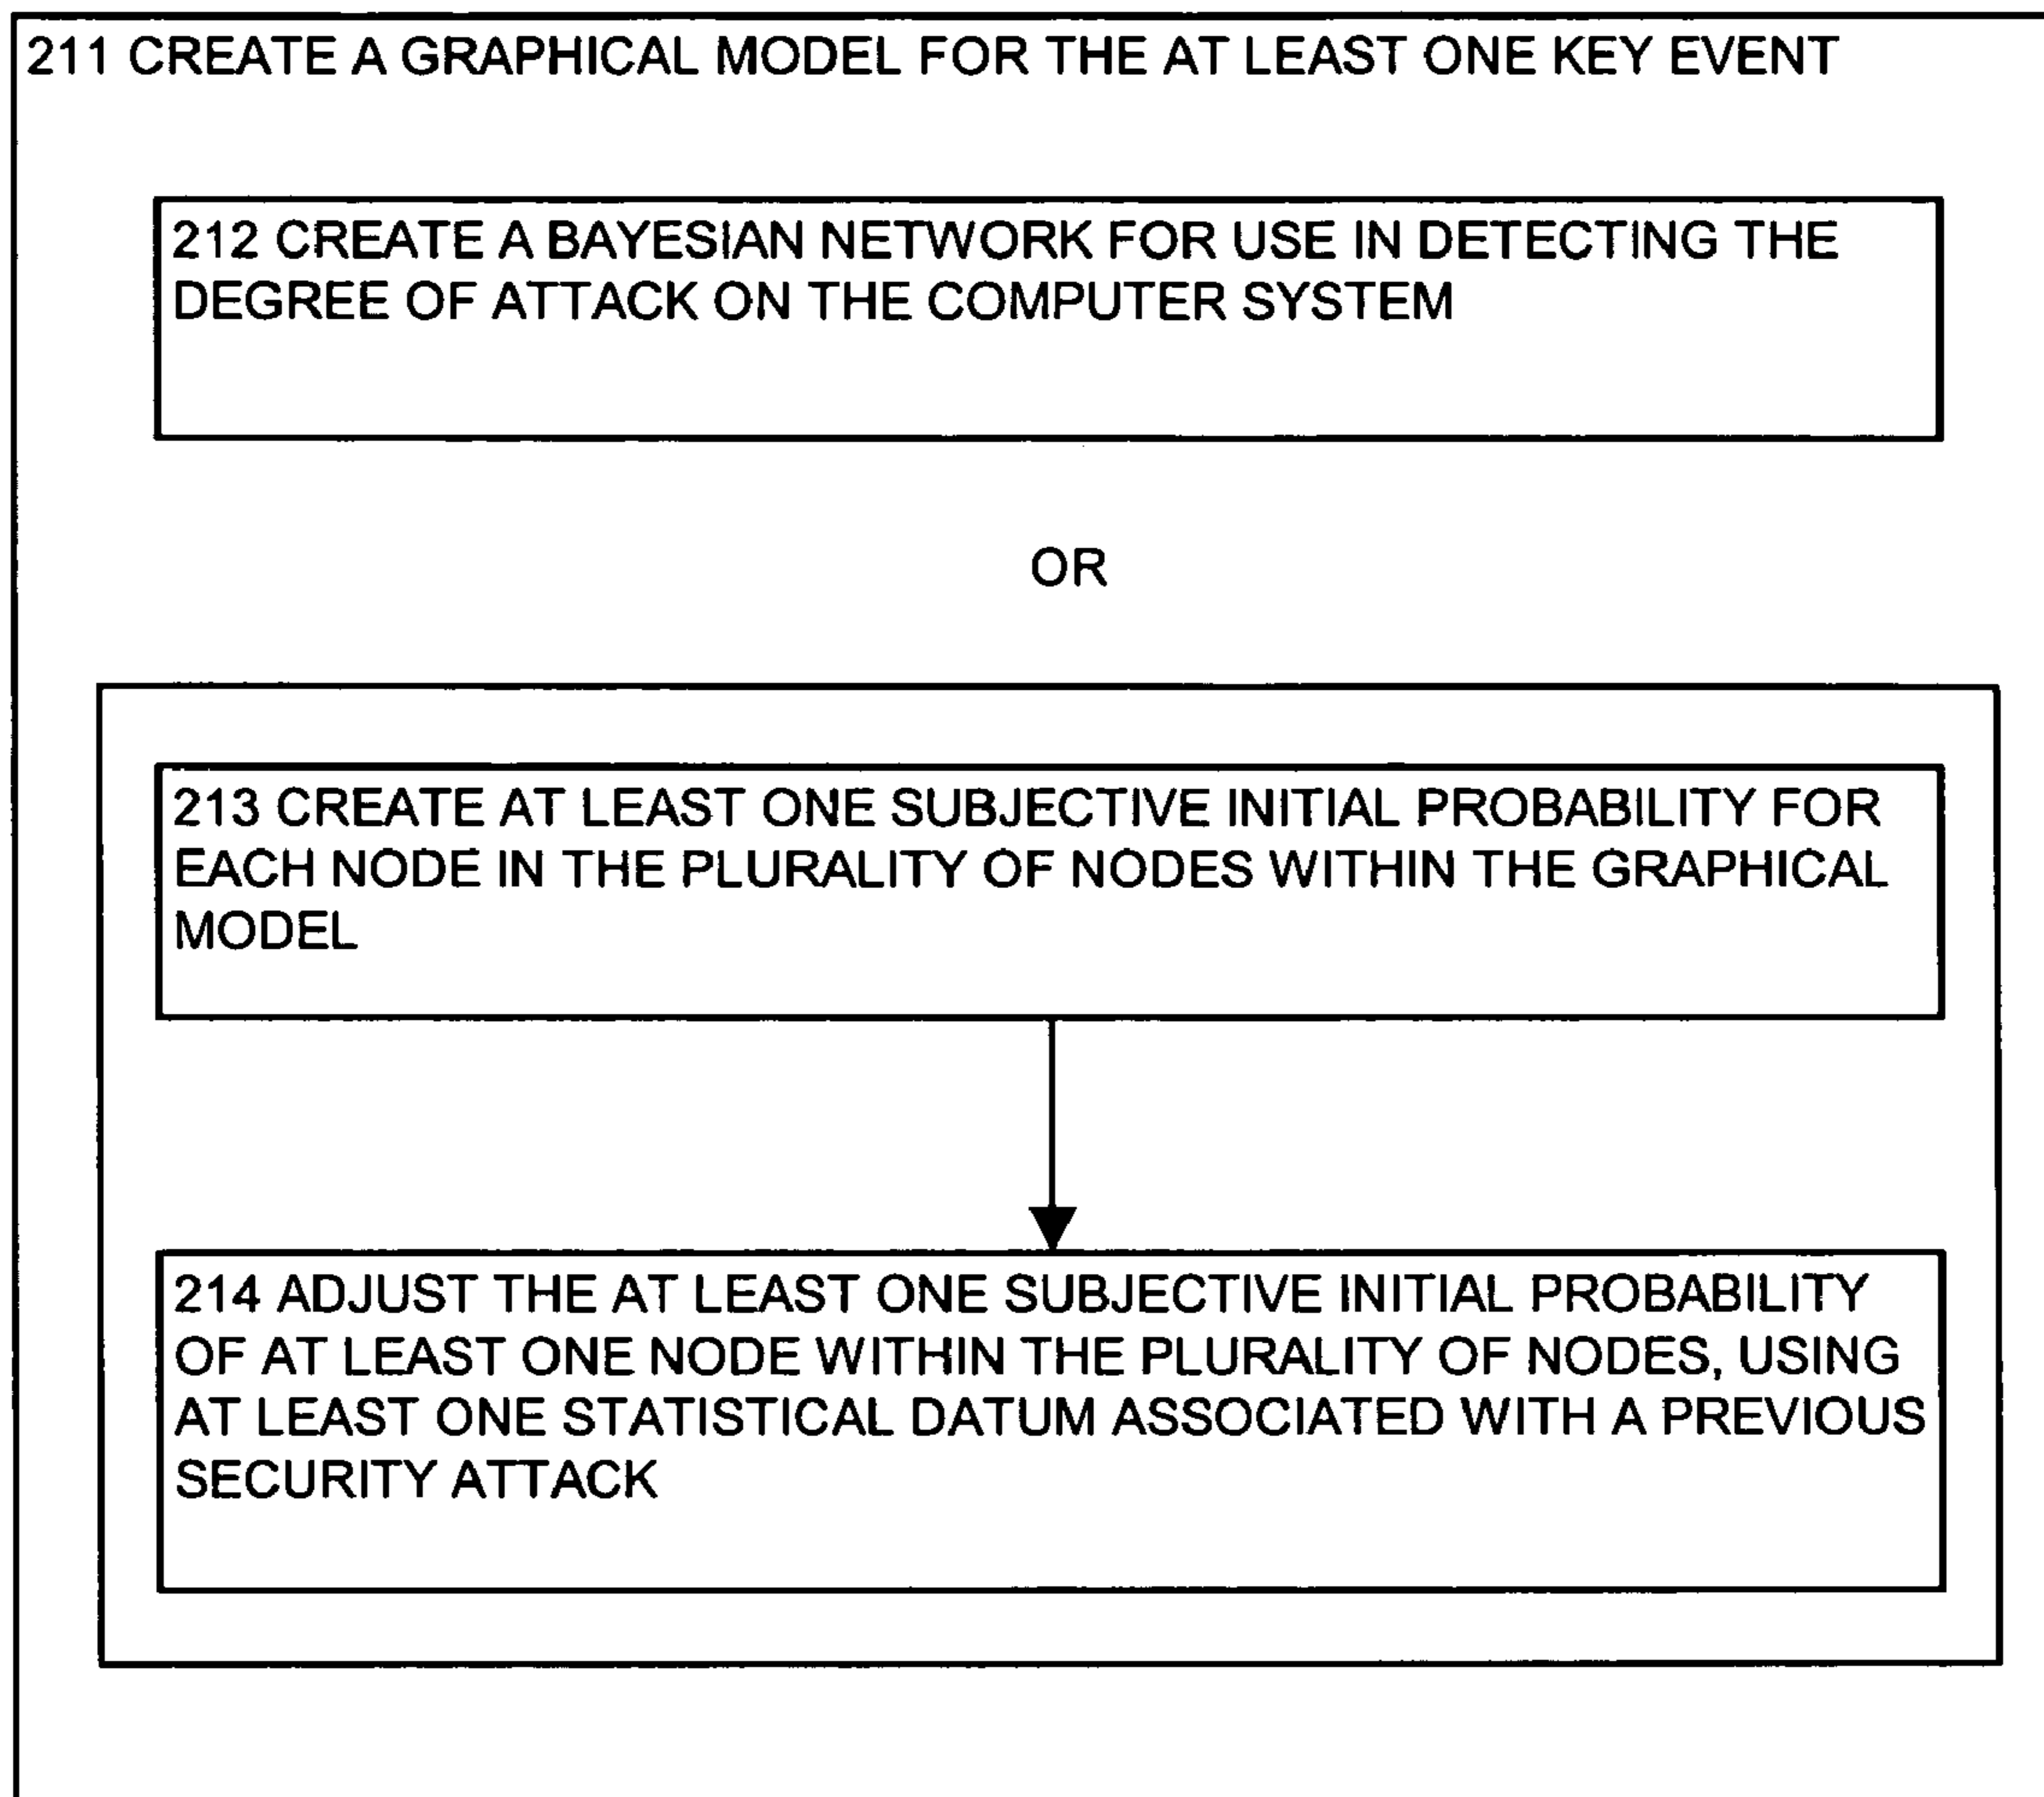 211 CREATE A GRAPHICAL MODEL FOR THE AT LEAST ONE KEY EVENT
212 CREATE A BAYESIAN NETWORK FOR USE IN DETECTING THE
DEGREE OF ATTACK ON THE COMPUTER SYSTEM
OR
213 CREATE AT LEAST ONE SUBJECTIVE INITIAL PROBABILITY FOR
EACH NODE IN THE PLURALITY OF NODES WITHIN THE GRAPHICAL
MODEL
214 ADJUST THE AT LEAST ONE SUBJECTIVE INITIAL PROBABILITY
OF AT LEAST ONE NODE WITHIN THE PLURALITY OF NODES, USING
AT LEAST ONE STATISTICAL DATUM ASSOCIATED WITH A PREVIOUS
SECURITY ATTACK